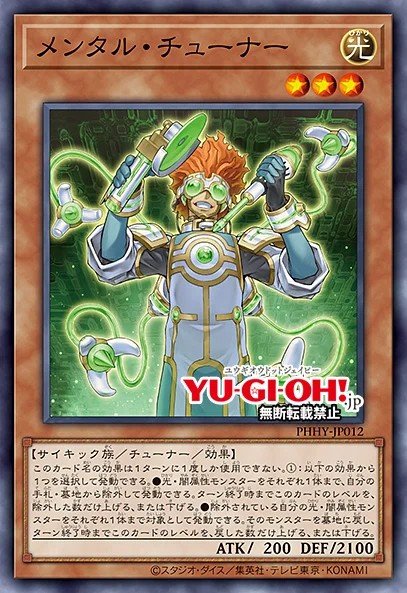 メンタル・チューナー
ひかり
光
ユウギオウドットジェイピー
YU-GI-OH!.jp
無断転載禁止
PHHY-JP012
【サイキック族/チューナー/効果】
このカード名の効果は1ターンに1度しか使用できない。①:以下の効果から
1つを選択して発動できる。●光・闇属性モンスターをそれぞれ1体まで、自分の
手札・墓地から除外して発動できる。ターン終了時までこのカードのレベルを、
除外した数だけ上げる、または下げる。●除外されている自分の光・闇属性モン
スターをそれぞれ1体まで対象として発動できる。そのモンスターを墓地に戻し、
ターン終了時までこのカードのレベルを、戻した数だけ上げる、または下げる。
ATK/ 200 DEF/2100
©スタジオ・ダイス/集英社・テレビ東京・KONAMI